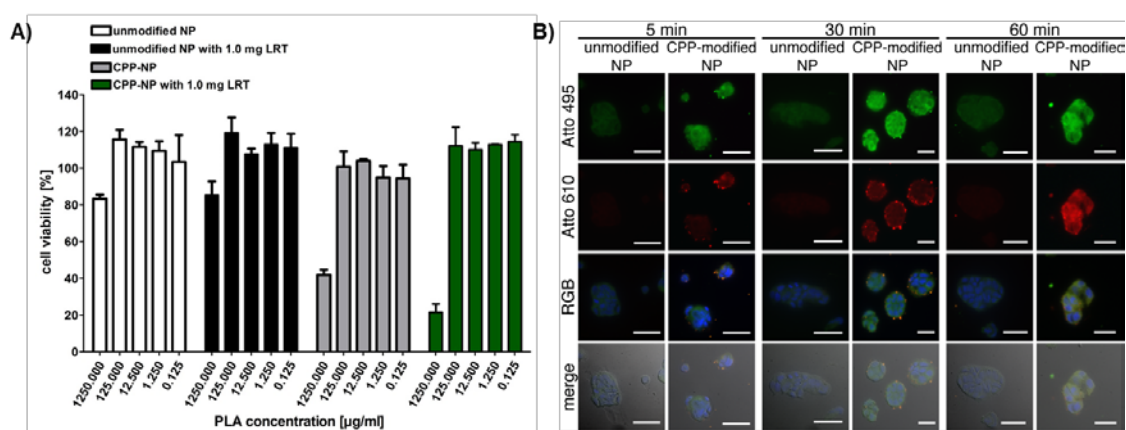 A)
unmodified NP
unmodified NP with 1.0 mg LRT
CPP-NP
CPP-NP with 1.0 mg LRT
cell viability [%]
140
120
100
80
60
40
20
0
1250.000
125.000
12.500
1.250
0.125
1250.000
125.000
12.500
1.250
0.125
1250.000
125.000
12.500
1.250
0.125
1250.000
125.000
12.500
1.250
0.125
PLA concentration [µg/ml]
B)
5 min 30 min 60 min
unmodified CPP-modified unmodified CPP-modified unmodified CPP-modified
NP NP NP NP NP NP
Atto 495
Atto 610
RGB
merge